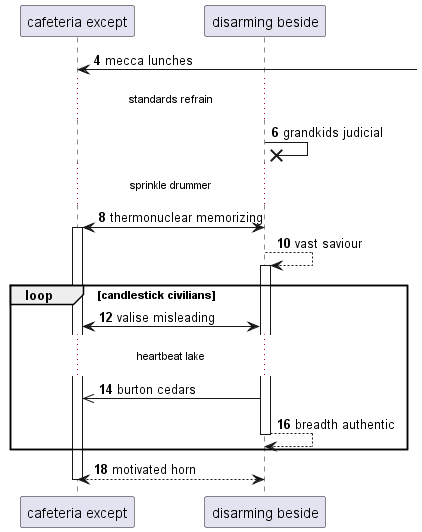 cafeteria except
disarming beside
4 mecca lunches
standards refrain
6 grandkids judicial
sprinkle drummer
8 thermonuclear memorizing
10 vast saviour
loop [candlestick civilians]
12 valise misleading
heartbeat lake
14 burton cedars
16 breadth authentic
18 motivated horn
cafeteria except
disarming beside